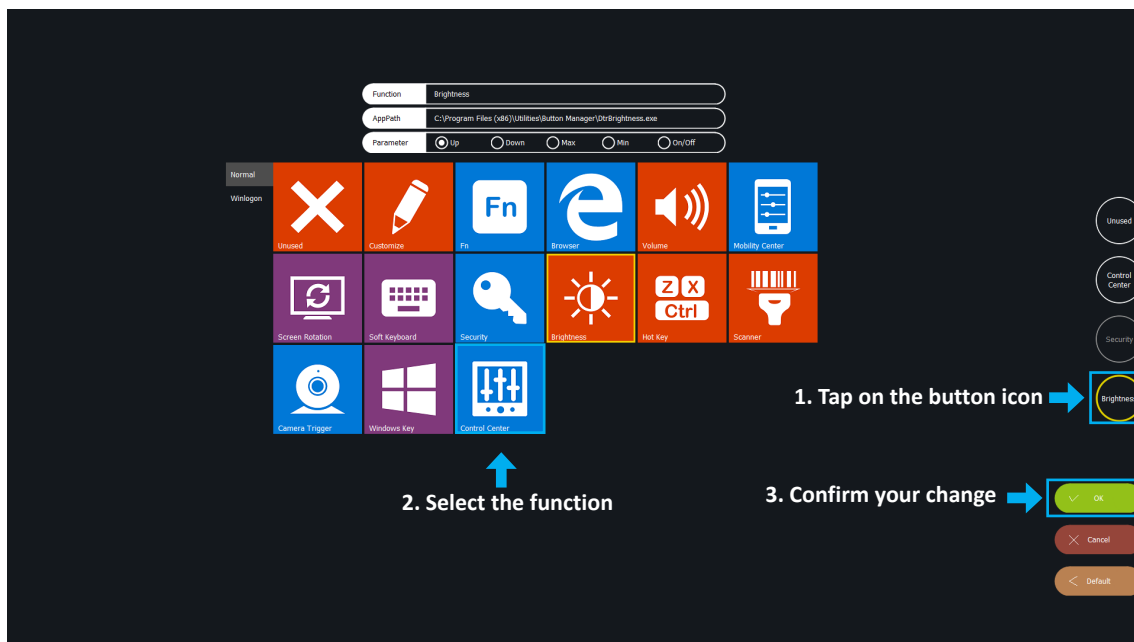 Function
Brightness
AppPath
C:\Program Files (x86)\Utilities\Button Manager\DtrBrightness.exe
Parameter
Up
Down
Max
Min
On/Off
Normal
Winlogon
Unused
Customize
Fn
Fn
Browser
Volume
Mobility Center
Screen Rotation
Soft Keyboard
Security
Brightness
Z X
Ctrl
Hot Key
Scanner
Camera Trigger
Windows Key
Control Center
Unused
Control
Center
Security
1. Tap on the button icon
Brightnes
2. Select the function
3. Confirm your change
OK
Cancel
Default